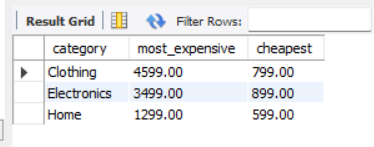 Result Grid Filter Rows:
category most_expensive cheapest
Clothing 4599.00 799.00
Electronics 3499.00 899.00
Home 1299.00 599.00